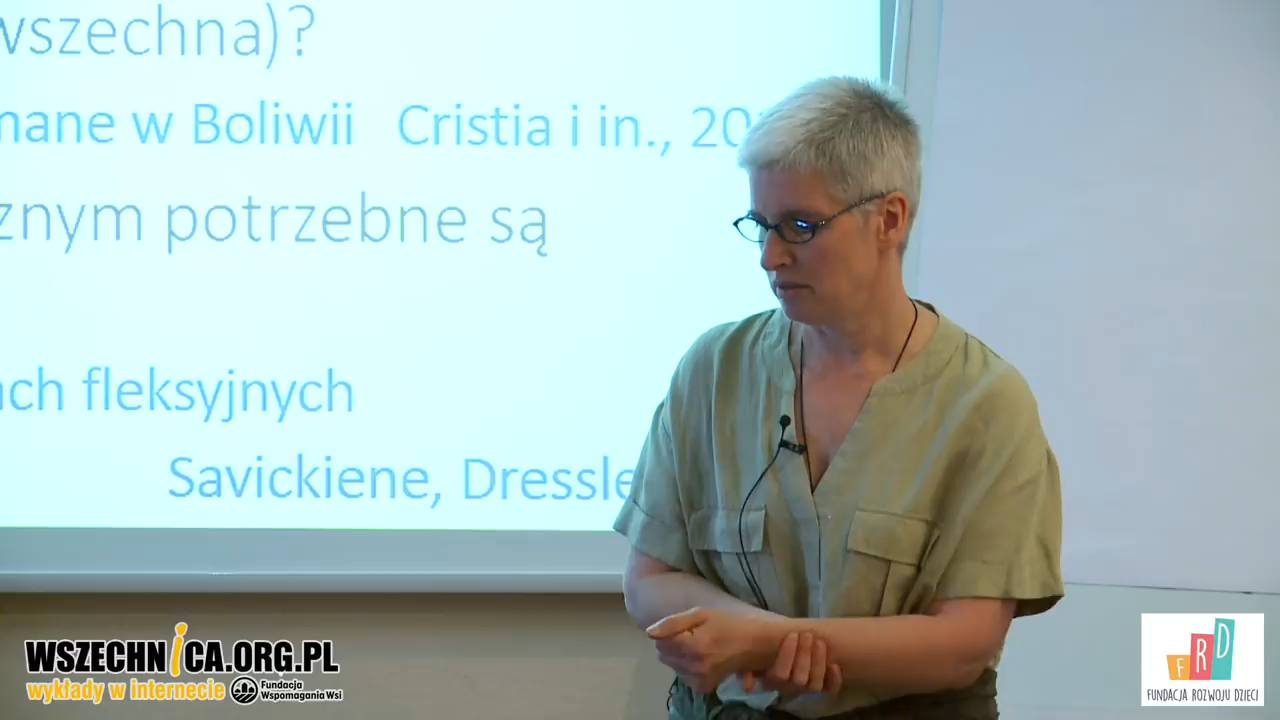 wszechna)?
mane w Boliwii Cristia i in., 20
znym potrzebne są
ach fleksyjnych
Savickiene, Dressle
WSZECHNICA.ORG.PL
wykłady w internecie Fundacja Wspomagania Wsi
FRD
FUNDACJA ROZWOJU DZIECI